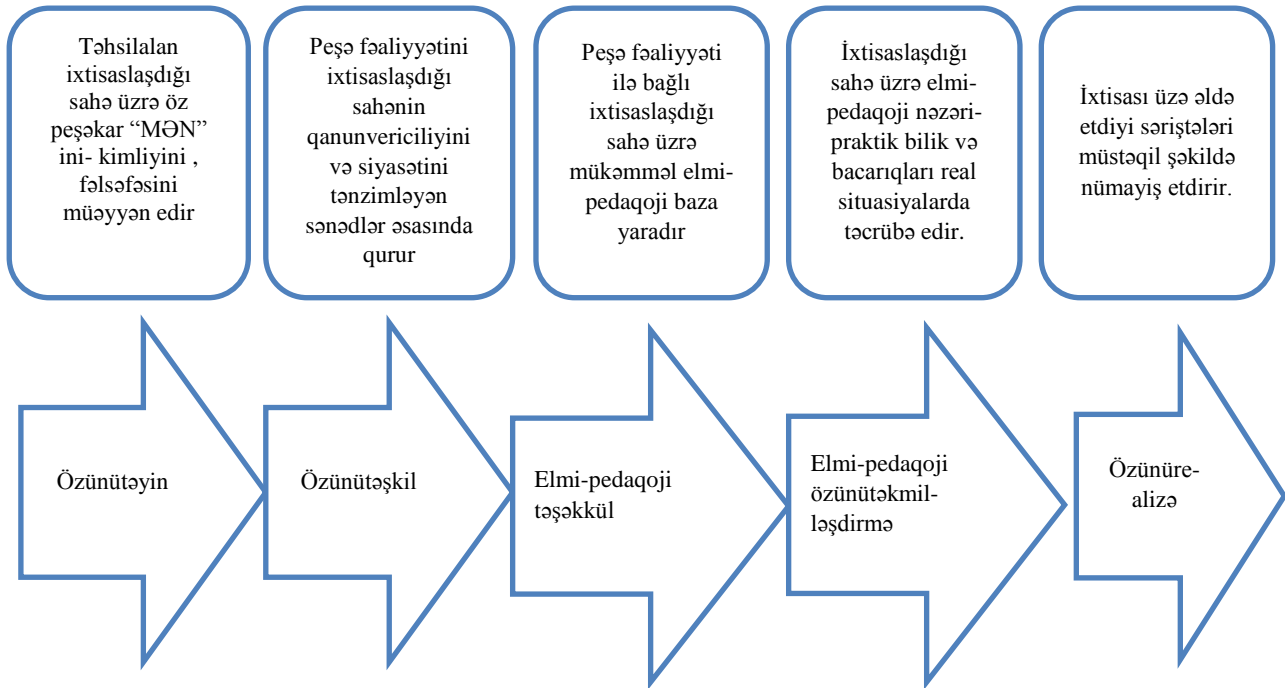 Təhsilalan
ixtisaslaşdığı
sahə üzrə öz
peşəkar “MƏN”
ini- kimliyini ,
fəlsəfəsini
müəyyən edir
Peşə fəaliyyətini
ixtisaslaşdığı
sahənin
qanunvericiliyini
və siyasətini
tənzimləyən
sənədlər əsasında
qurur
Peşə fəaliyyəti
ilə bağlı
ixtisaslaşdığı
sahə üzrə
mükəmməl elmi-
pedaqoji baza
yaradır
İxtisaslaşdığı
sahə üzrə elmi-
pedaqoji nəzəri-
praktik bilik və
bacarıqları real
situasiyalarda
təcrübə edir.
İxtisası üzə əldə
etdiyi səriştələri
müstəqil şəkildə
nümayiş etdirir.
Özünütəyin
Özünütəşkil
Elmi-pedaqoji
təşəkkül
Elmi-pedaqoji
özünütəkmil-
ləşdirmə
Özünüre-
alizə